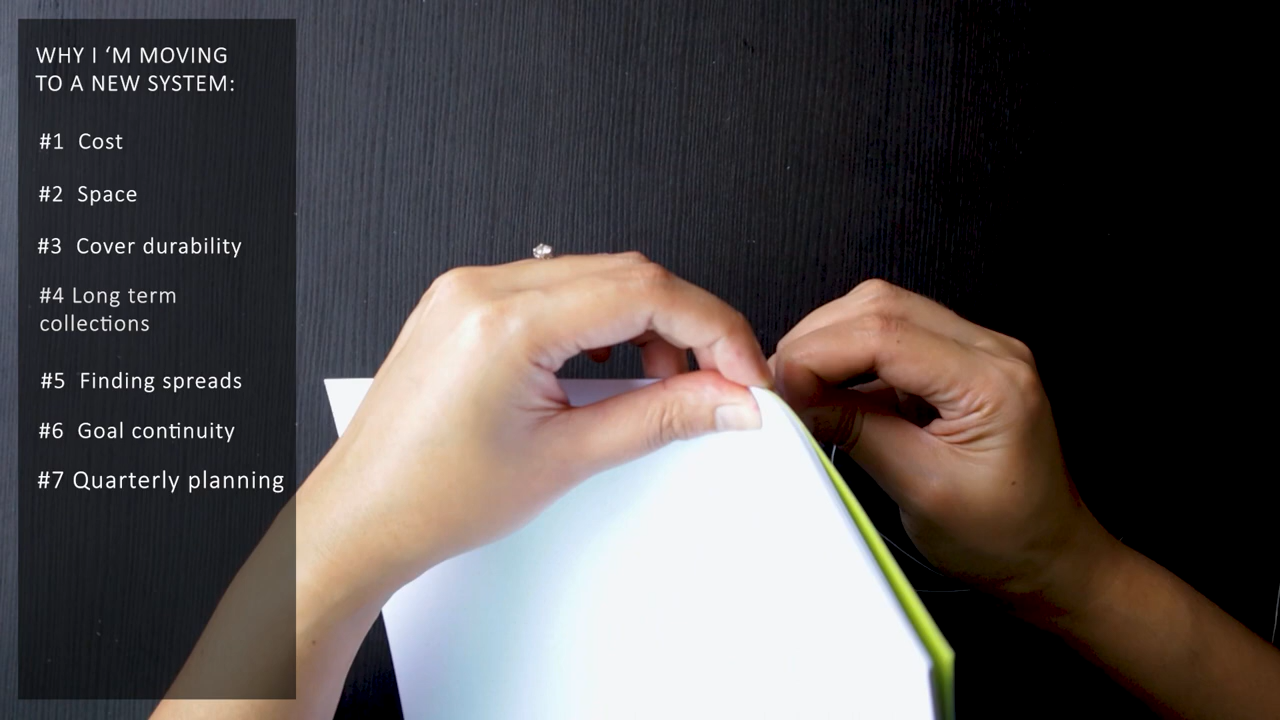 WHY I ‘M MOVING
TO A NEW SYSTEM:
#1 Cost
#2 Space
#3 Cover durability
#4 Long term
collections
#5 Finding spreads
#6 Goal continuity
#7 Quarterly planning